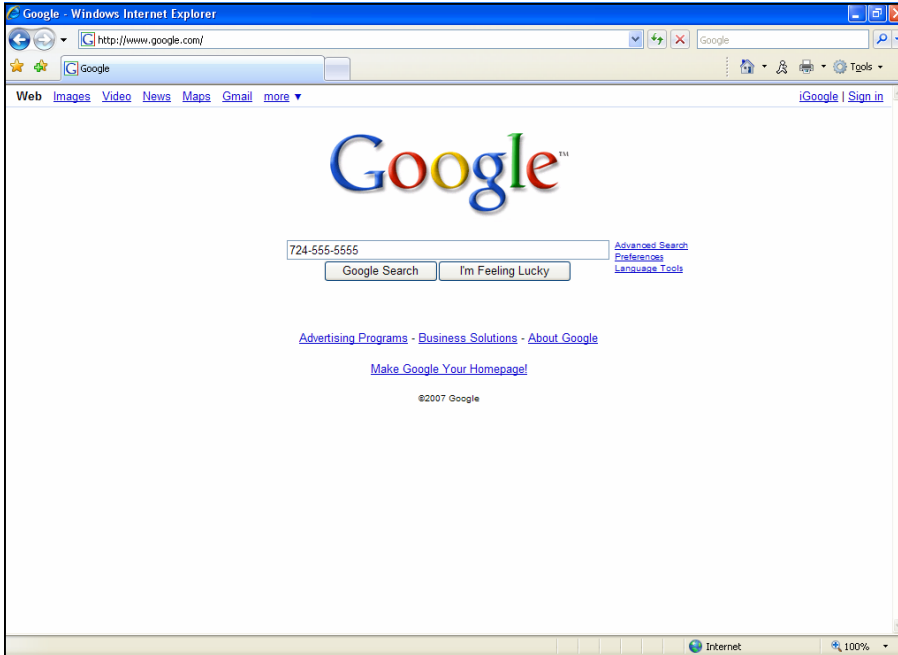 Google - Windows Internet Explorer
http://www.google.com/ Google
Google Tools
Web Images Video News Maps Gmail more ▼ iGoogle | Sign in
Google™
724-555-5555 Advanced Search
Preferences
Google Search I'm Feeling Lucky Language Tools
Advertising Programs - Business Solutions - About Google
Make Google Your Homepage!
©2007 Google
Internet 100%